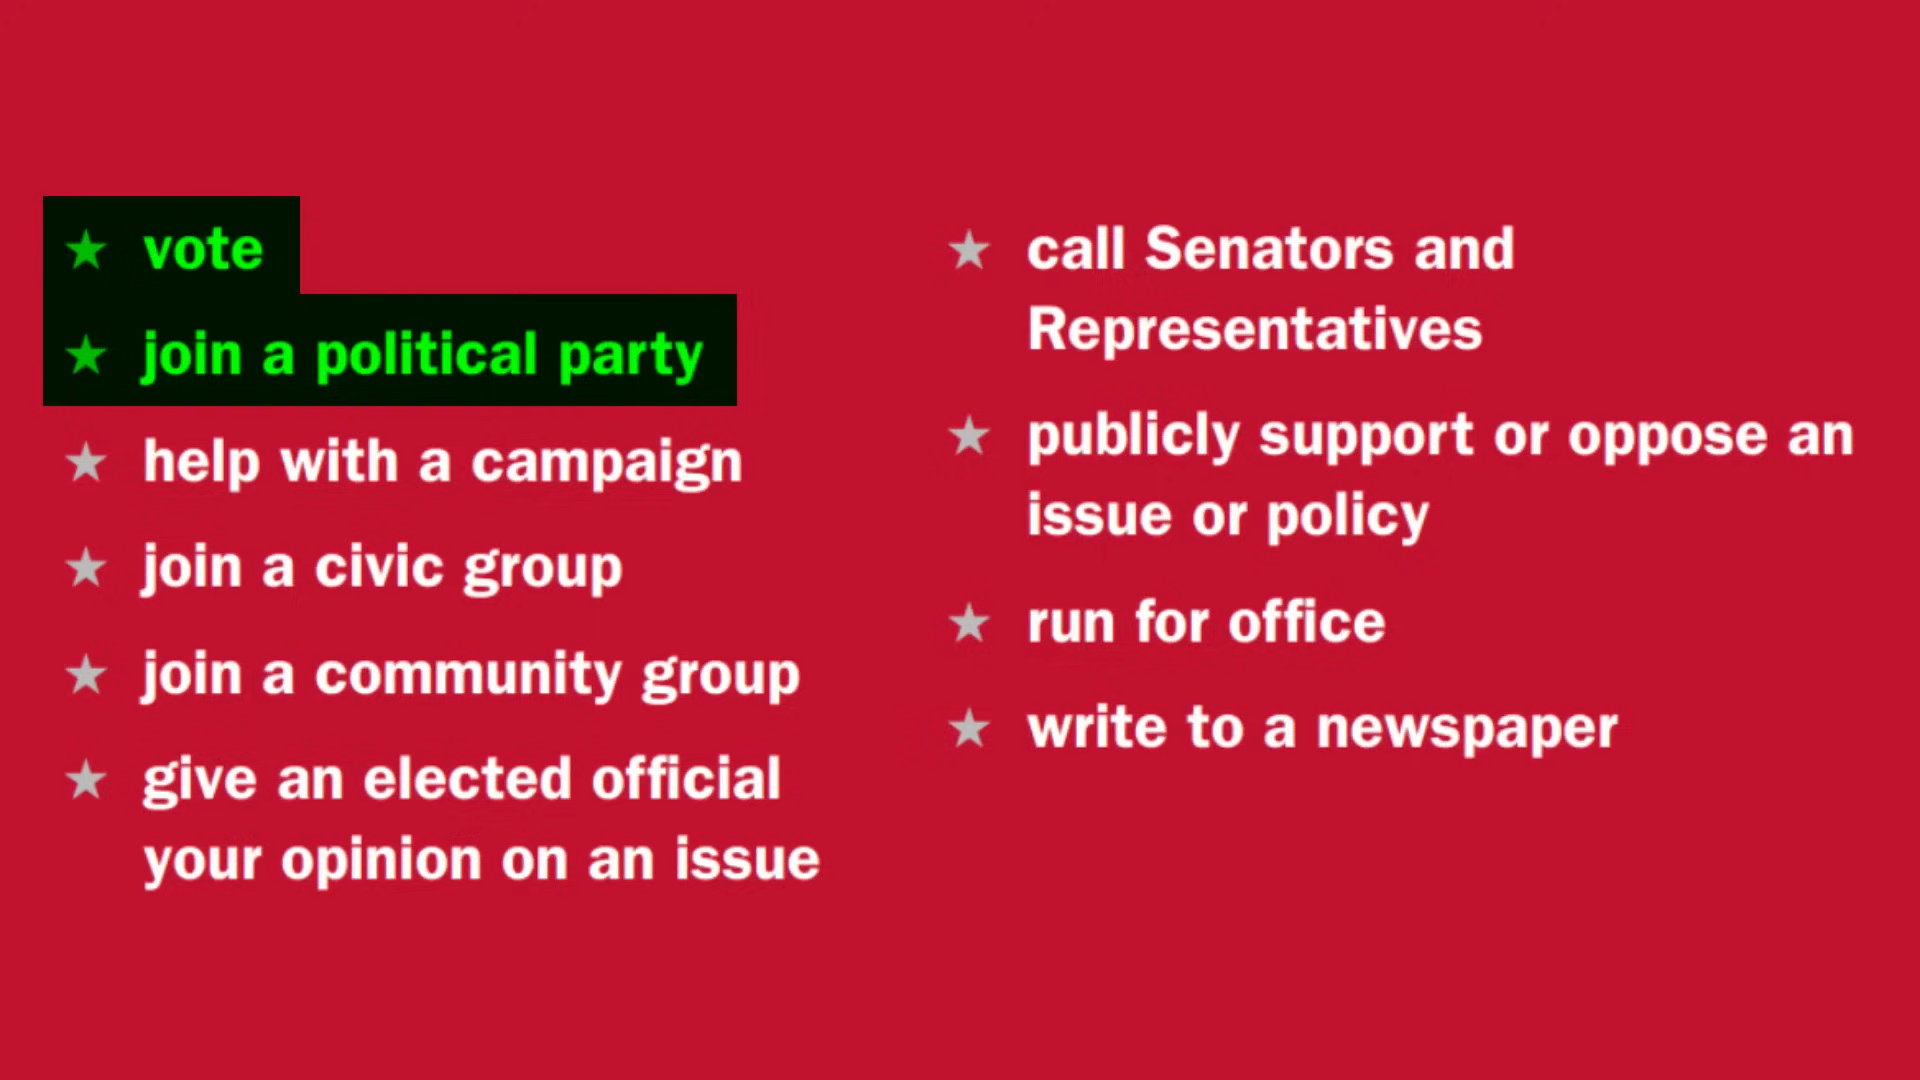 vote
join a political party
help with a campaign
join a civic group
join a community group
give an elected official
your opinion on an issue
call Senators and
Representatives
publicly support or oppose an
issue or policy
run for office
write to a newspaper